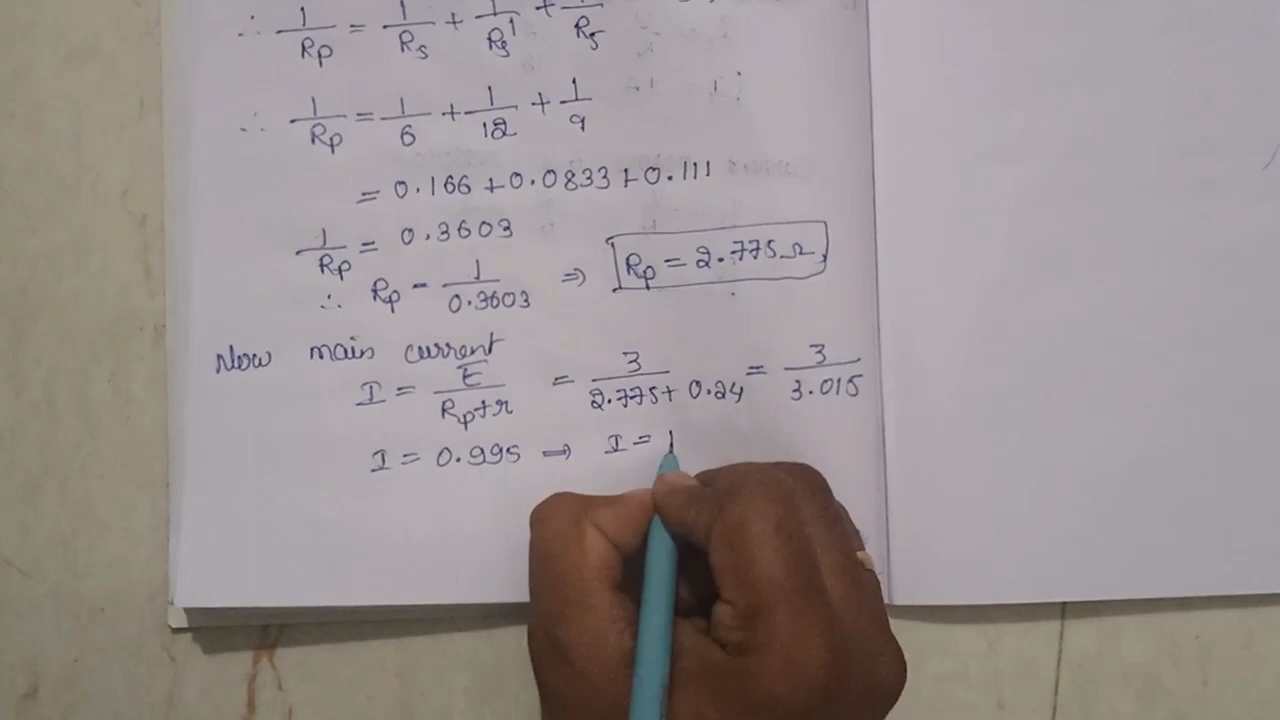 ∴ 1/Rp = 1/Rs + 1/Rs¹ + 1/Rs
∴ 1/Rp = 1/6 + 1/12 + 1/9
= 0.166 + 0.0833 + 0.111
1/Rp = 0.3603
∴ Rp = 1/0.3603 ⇒ Rp = 2.775Ω
Now main current
I = E/Rp+r = 3/2.775+0.24 = 3/3.015
I = 0.995 ⇒ I = 1